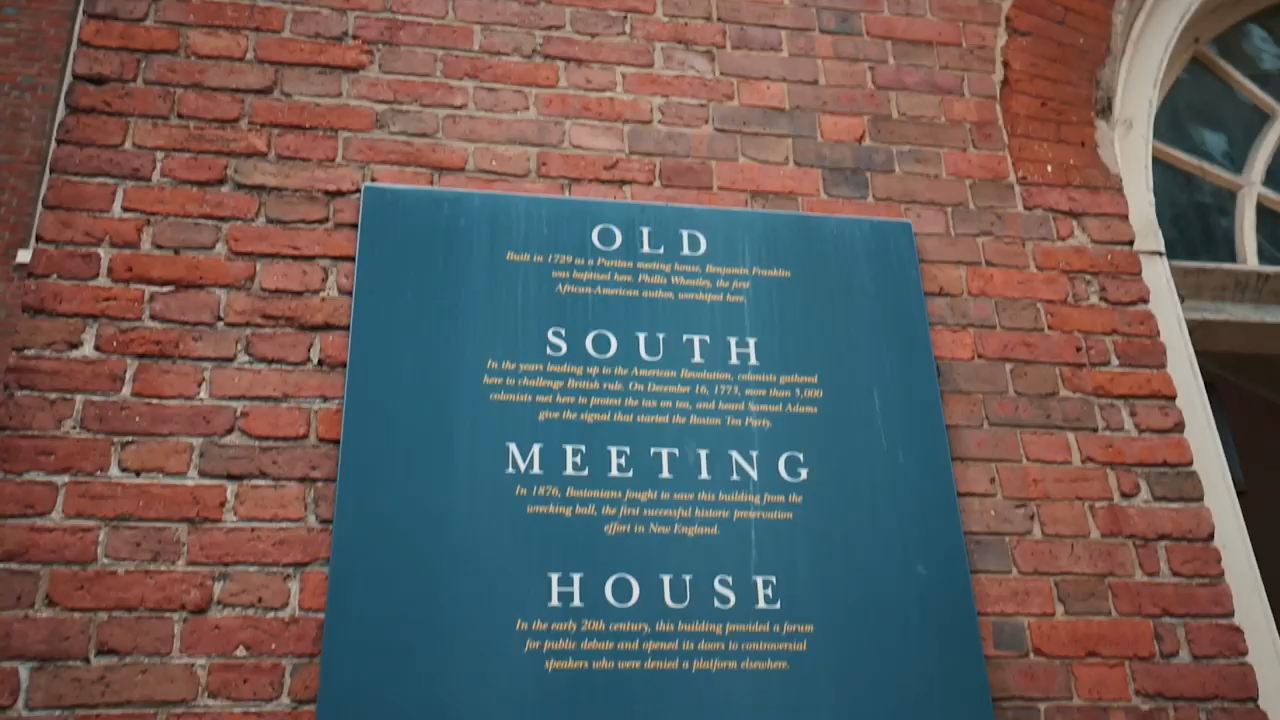 OLD
Built in 1729 as a Puritan meeting house, Benjamin Franklin
was baptised here. Phillis Wheatley, the first
African-American author, worshiped here.
SOUTH
In the years leading up to the American Revolution, colonists gathered
here to challenge British rule. On December 16, 1773, more than 5,000
colonists met here to protest the tax on tea, and heard Samuel Adams
give the signal that started the Boston Tea Party.
MEETING
In 1876, Bostonians fought to save this building from the
wrecking ball, the first successful historic preservation
effort in New England.
HOUSE
In the early 20th century, this building provided a forum
for public debate and opened its doors to controversial
speakers who were denied a platform elsewhere.